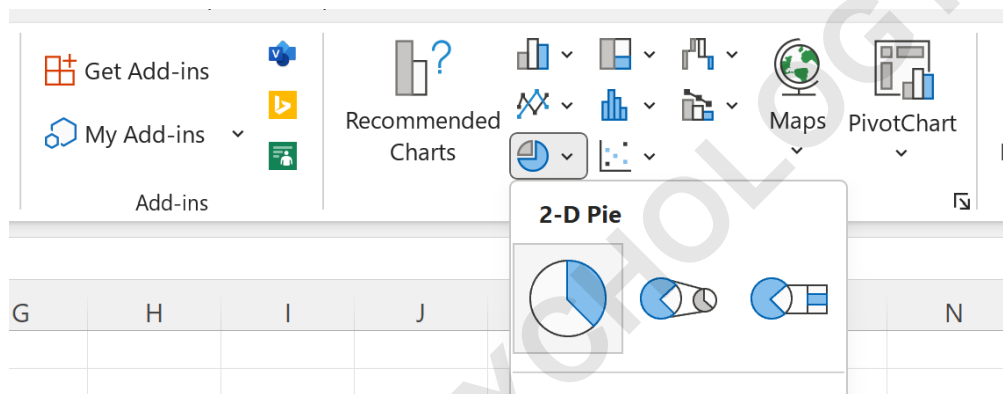 Get Add-ins
My Add-ins
Add-ins
Recommended
Charts
Maps
PivotChart
2-D Pie
G H I J N